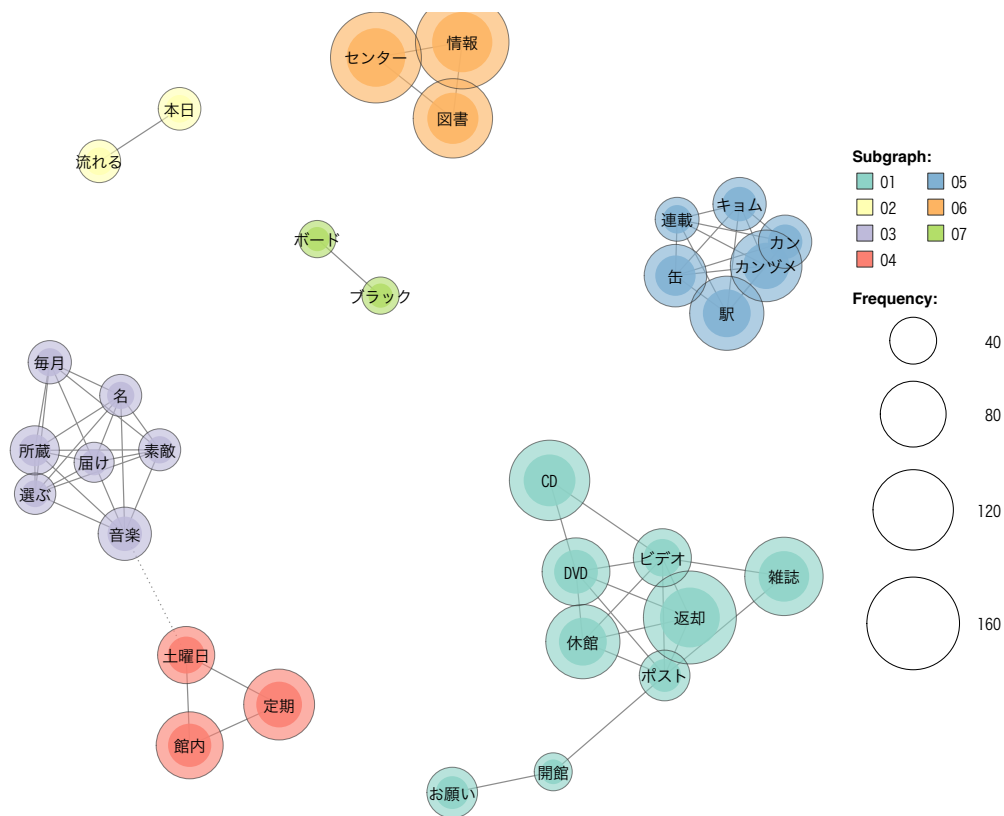 情報
センター
図書
本日
流れる
Subgraph:
01 05
02 06
03 07
04
キョム
連載
カン
カンヅメ
缶
駅
ボード
ブラック
Frequency:
40
80
120
160
毎月
名
所蔵
届け
素敵
選ぶ
音楽
CD
ビデオ
DVD
雑誌
返却
休館
ポスト
土曜日
定期
館内
開館
お願い